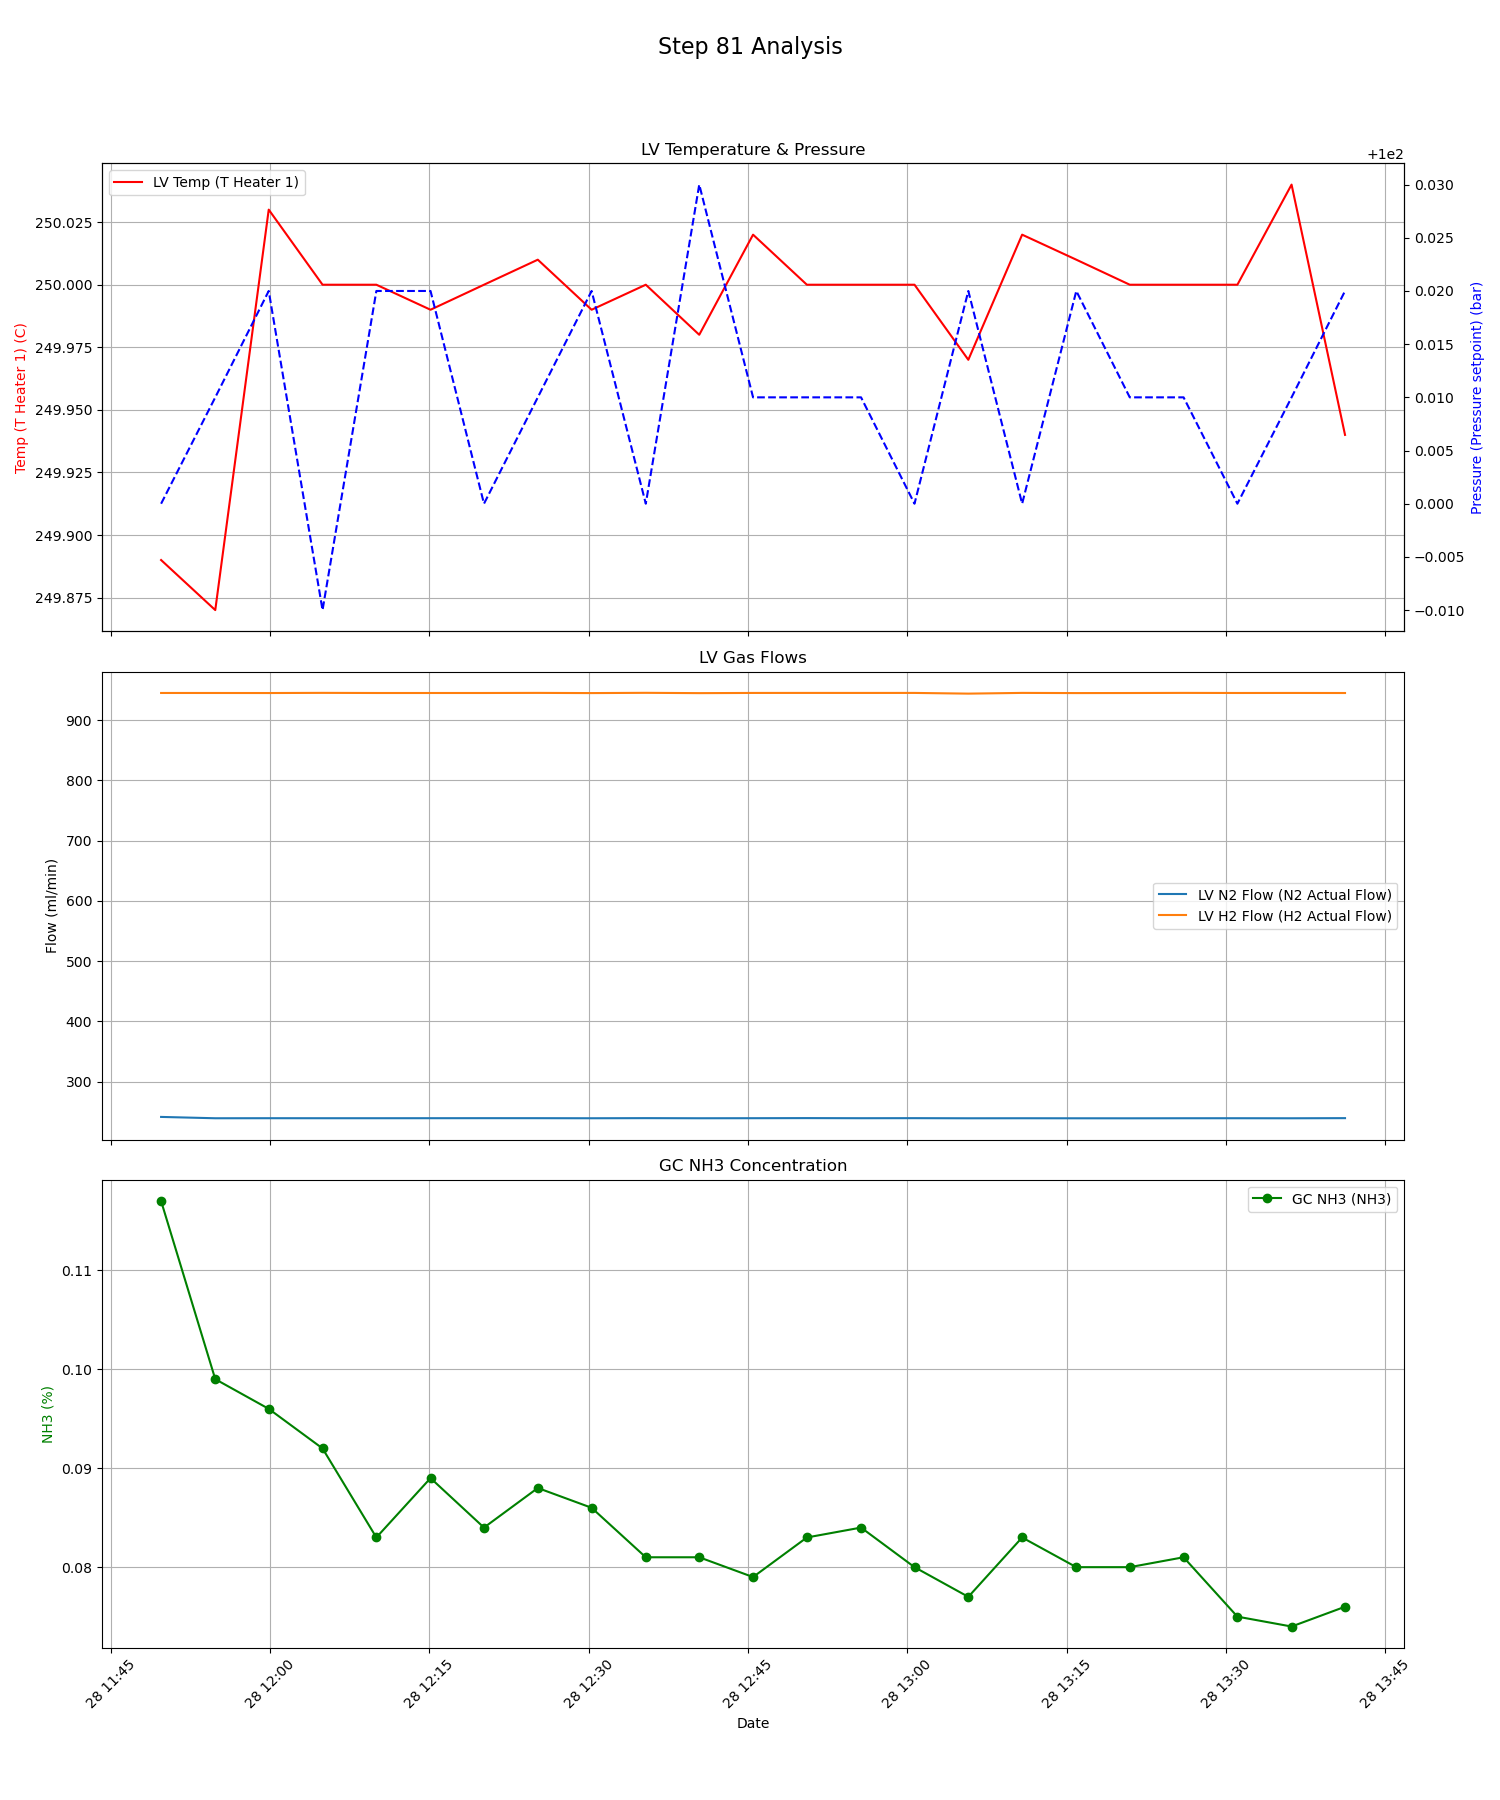 Step 81 Analysis
LV Temperature & Pressure
+1e2
LV Temp (T Heater 1)
250.025
250.000
249.975
249.950
249.925
249.900
249.875
Temp (T Heater 1) (C)
0.030
0.025
0.020
0.015
0.010
0.005
0.000
−0.005
−0.010
Pressure (Pressure setpoint) (bar)
LV Gas Flows
900
800
700
600
500
400
300
Flow (ml/min)
LV N2 Flow (N2 Actual Flow)
LV H2 Flow (H2 Actual Flow)
GC NH3 Concentration
GC NH3 (NH3)
0.11
0.10
0.09
0.08
NH3 (%)
28 11:45
28 12:00
28 12:15
28 12:30
28 12:45
28 13:00
28 13:15
28 13:30
28 13:45
Date